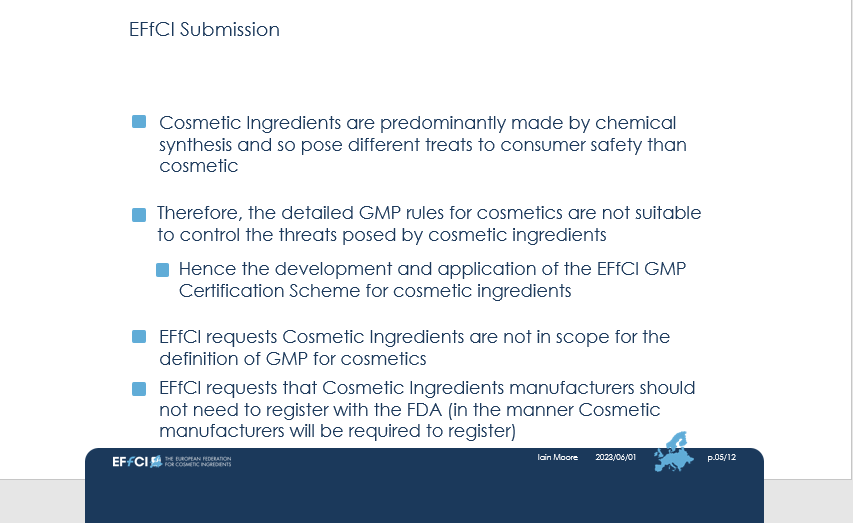 EFfCI Submission
Cosmetic Ingredients are predominantly made by chemical
synthesis and so pose different treats to consumer safety than
cosmetic
Therefore, the detailed GMP rules for cosmetics are not suitable
to control the threats posed by cosmetic ingredients
Hence the development and application of the EFfCI GMP
Certification Scheme for cosmetic ingredients
EFfCI requests Cosmetic Ingredients are not in scope for the
definition of GMP for cosmetics
EFfCI requests that Cosmetic Ingredients manufacturers should
not need to register with the FDA (in the manner Cosmetic
manufacturers will be required to register)
EFfCI THE EUROPEAN FEDERATION
FOR COSMETIC INGREDIENTS
Iain Moore 2023/06/01 p.05/12